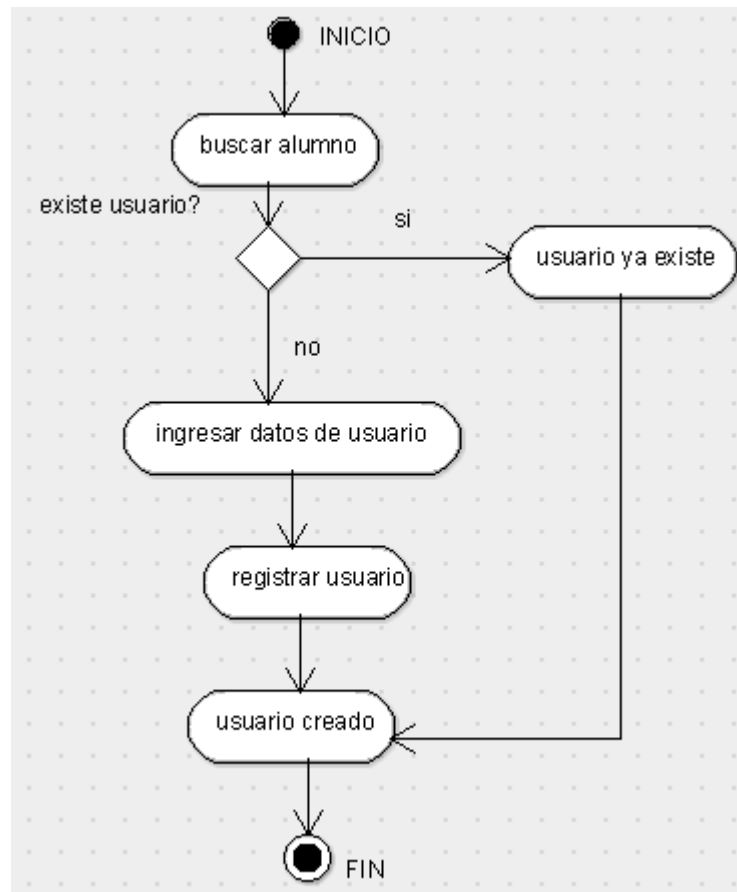 INICIO
buscar alumno
existe usuario?
si
usuario ya existe
no
ingresar datos de usuario
registrar usuario
usuario creado
FIN